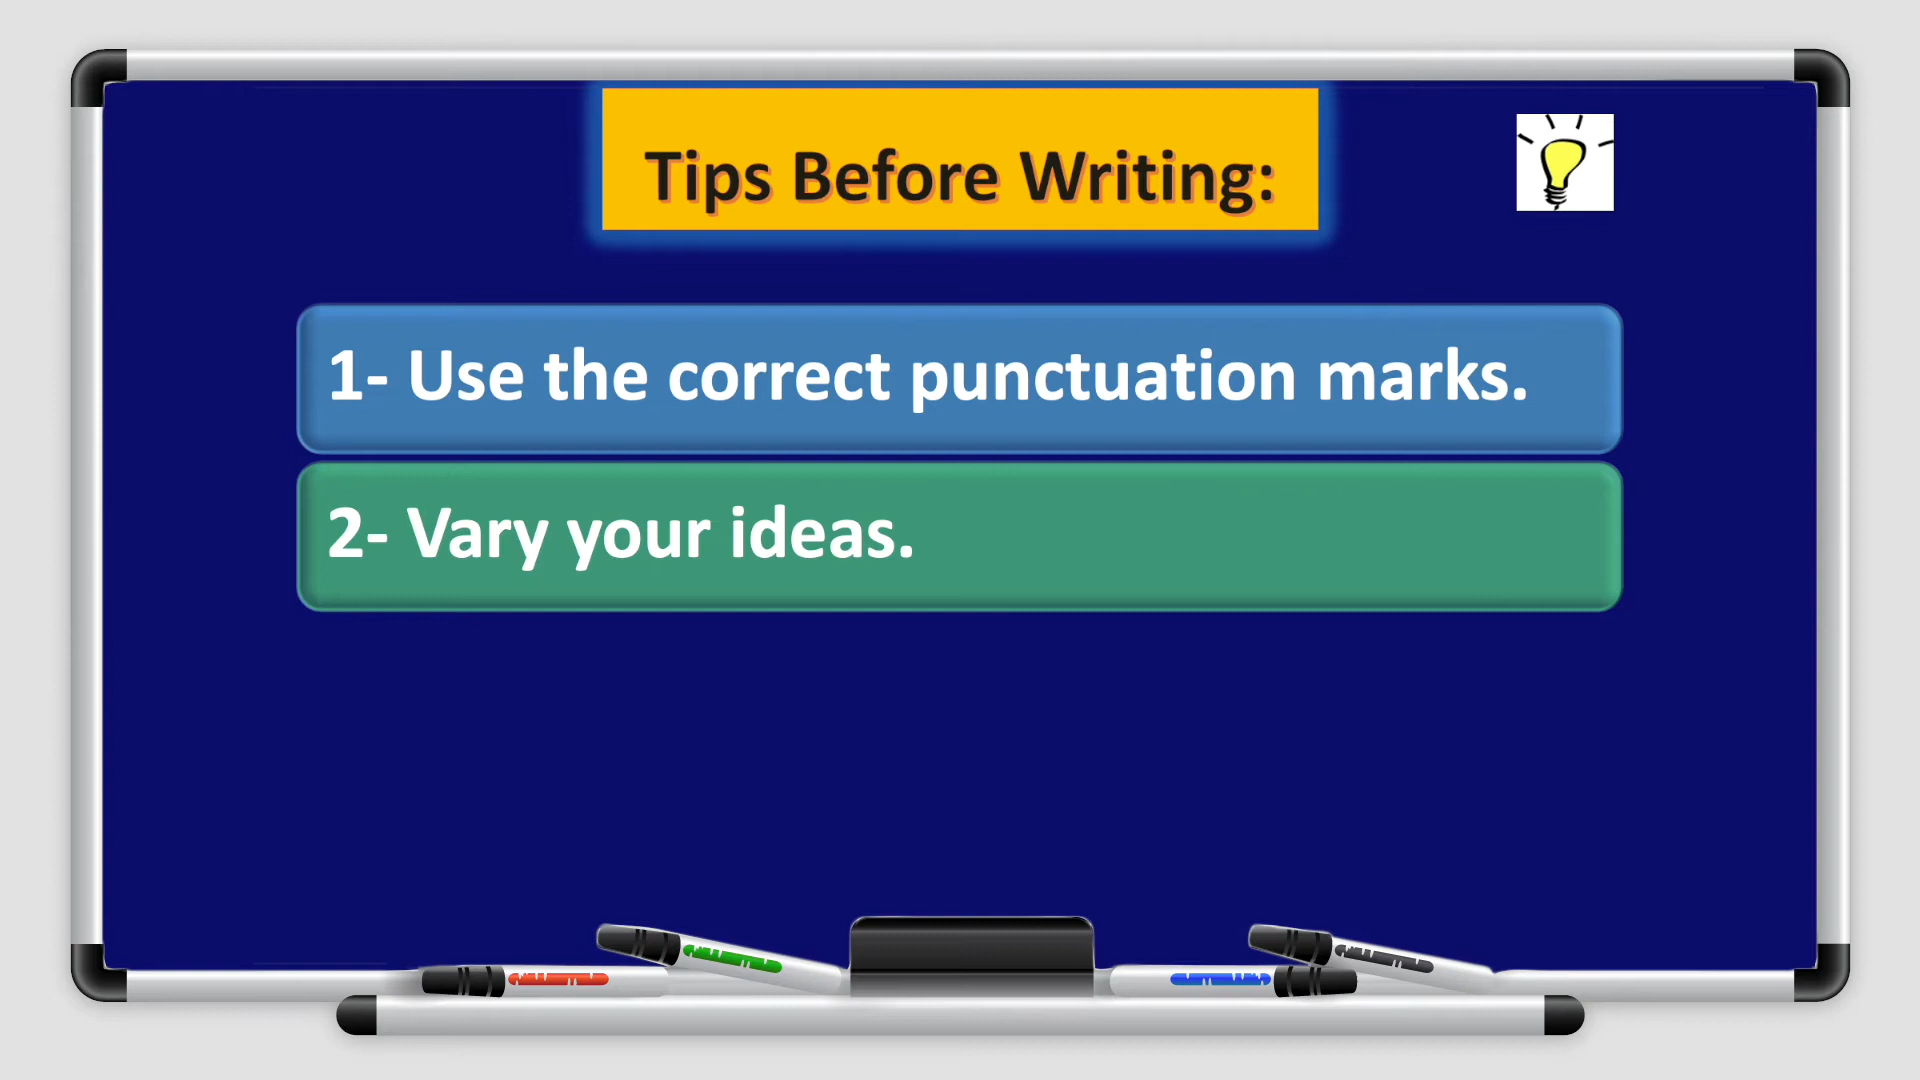 Tips Before Writing:
1- Use the correct punctuation marks.
2- Vary your ideas.